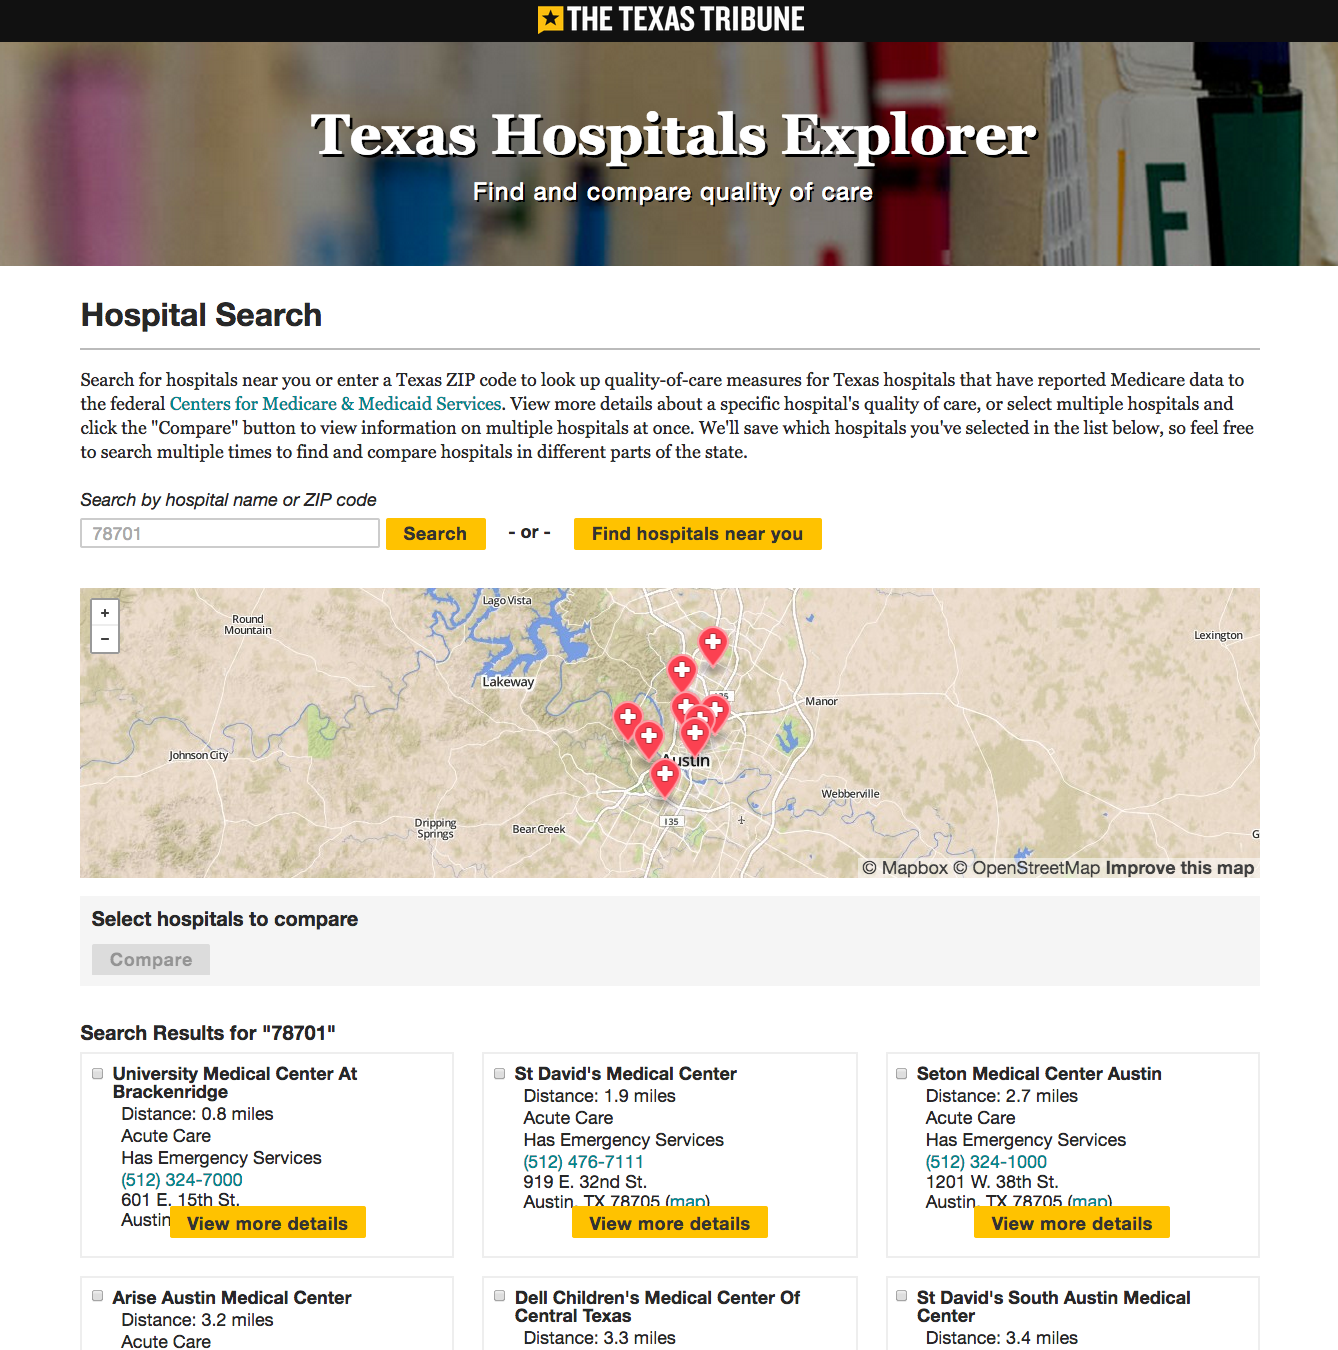 THE TEXAS TRIBUNE
Texas Hospitals Explorer
Find and compare quality of care
F
Hospital Search
Search for hospitals near you or enter a Texas ZIP code to look up quality-of-care measures for Texas hospitals that have reported Medicare data to
the federal Centers for Medicare & Medicaid Services. View more details about a specific hospital's quality of care, or select multiple hospitals and
click the "Compare" button to view information on multiple hospitals at once. We'll save which hospitals you've selected in the list below, so feel free
to search multiple times to find and compare hospitals in different parts of the state.
Search by hospital name or ZIP code
78701
Search
- or -
Find hospitals near you
+
−
Lago Vista
Round
Mountain
Lexington
Lakeway
Manor
Johnson City
Austin
Webberville
Dripping
Springs
Bear Creek
I35
G
© Mapbox © OpenStreetMap Improve this map
Select hospitals to compare
Compare
Search Results for "78701"
University Medical Center At
Brackenridge
Distance: 0.8 miles
Acute Care
Has Emergency Services
(512) 324-7000
601 E. 15th St.
Austin
View more details
St David's Medical Center
Distance: 1.9 miles
Acute Care
Has Emergency Services
(512) 476-7111
919 E. 32nd St.
Austin, TX 78705 (map)
View more details
Seton Medical Center Austin
Distance: 2.7 miles
Acute Care
Has Emergency Services
(512) 324-1000
1201 W. 38th St.
Austin, TX 78705 (map)
View more details
Arise Austin Medical Center
Distance: 3.2 miles
Acute Care
Dell Children's Medical Center Of
Central Texas
Distance: 3.3 miles
St David's South Austin Medical
Center
Distance: 3.4 miles